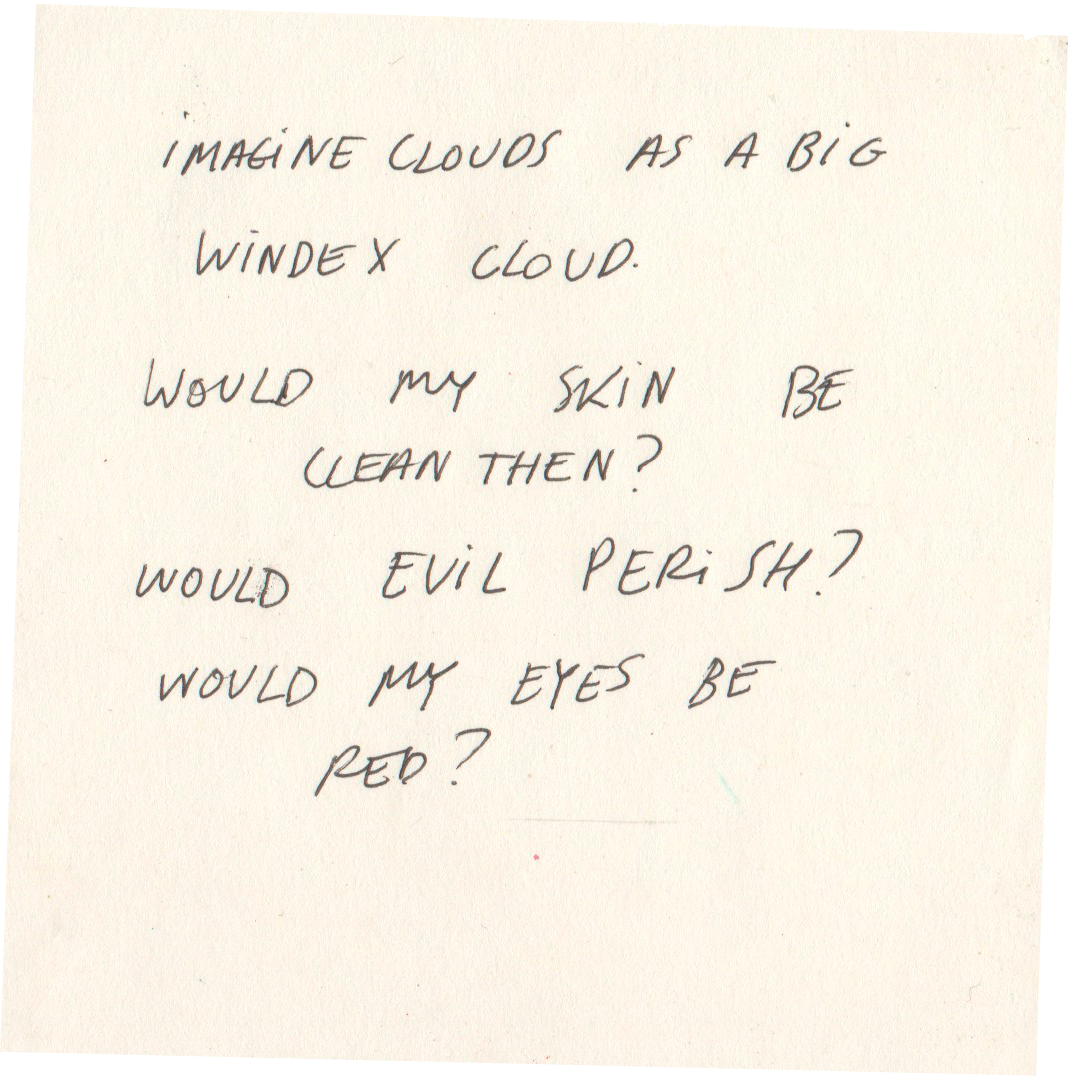 iMAGiNE CLOUDS AS A BiG
WiNDEX CLOUD.
WOULD MY SKiN BE
CLEAN THEN?
WOULD EViL PERiSH?
WOULD MY EYES BE
RED?